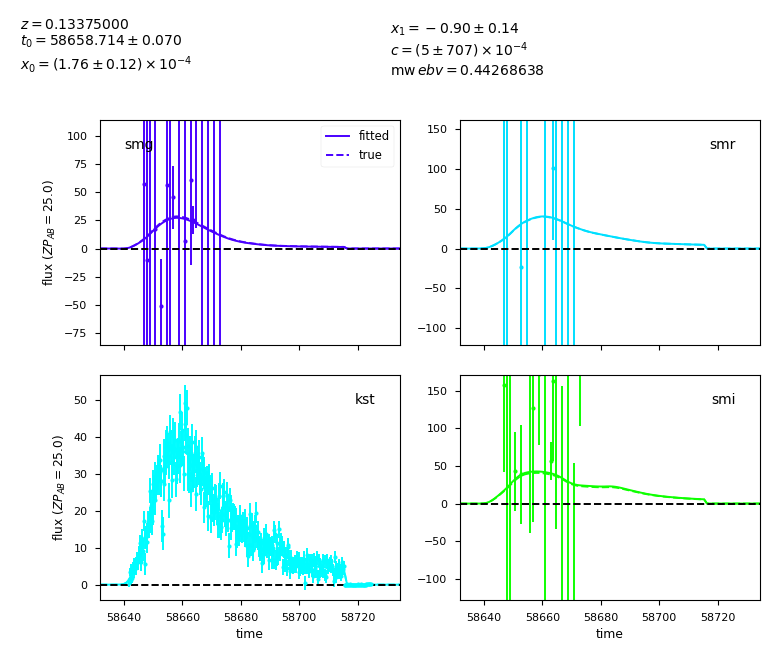 z = 0.13375000
t₀ = 58658.714 ± 0.070
x₀ = (1.76 ± 0.12) × 10⁻⁴
x₁ = −0.90 ± 0.14
c = (5 ± 707) × 10⁻⁴
mw ebv = 0.44268638
smg
fitted
true
100
75
50
25
0
−25
−50
−75
flux (ZP_AB = 25.0)
smr
150
100
50
0
−50
−100
kst
50
40
30
20
10
0
flux (ZP_AB = 25.0)
58640 58660 58680 58700 58720
time
smi
150
100
50
0
−50
−100
58640 58660 58680 58700 58720
time